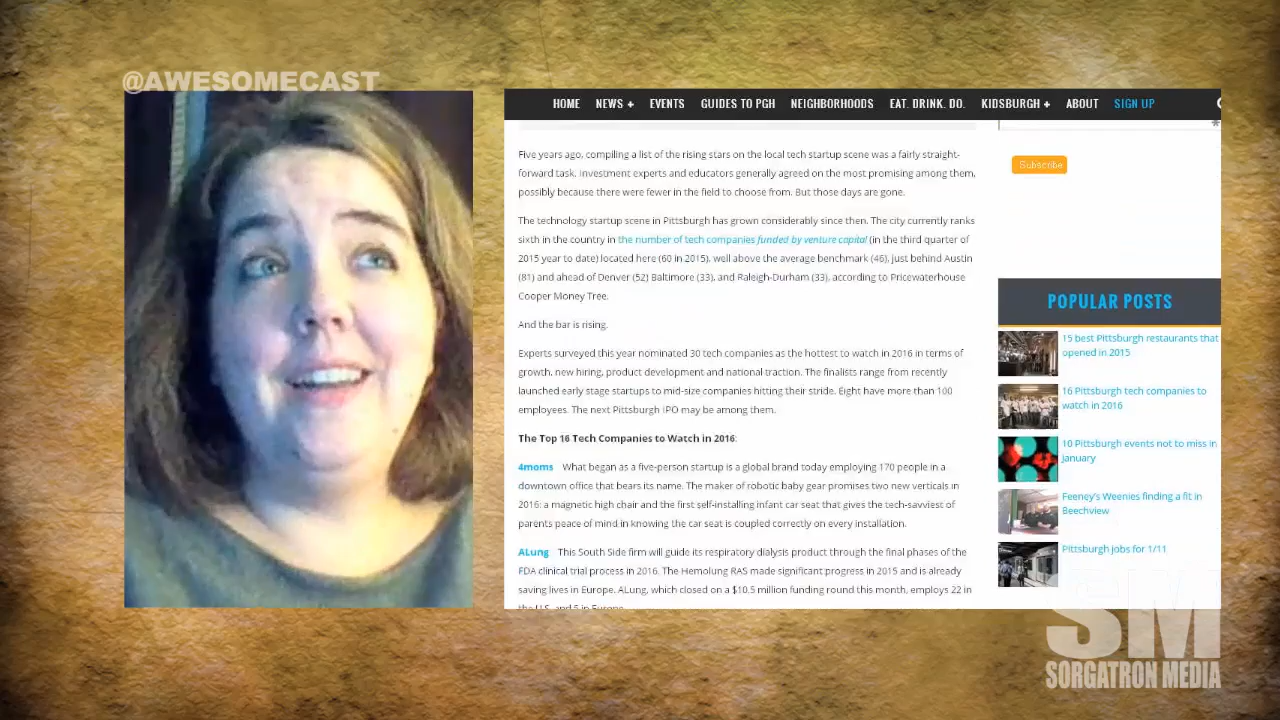 @AWESOMECAST
HOME NEWS + EVENTS GUIDES TO PGH NEIGHBORHOODS EAT. DRINK. DO. KIDSBURGH + ABOUT SIGN UP
Five years ago, compiling a list of the rising stars on the local tech startup scene was a fairly straight-
forward task. Investment experts and educators generally agreed on the most promising among them,
possibly because there were fewer in the field to choose from. But those days are gone.
The technology startup scene in Pittsburgh has grown considerably since then. The city currently ranks
sixth in the country in the number of tech companies funded by venture capital (in the third quarter of
2015 year to date) located here (60 in 2015), well above the average benchmark (46), just behind Austin
(81) and ahead of Denver (52) Baltimore (33), and Raleigh-Durham (33), according to Pricewaterhouse
Cooper Money Tree.
And the bar is rising.
Experts surveyed this year nominated 30 tech companies as the hottest to watch in 2016 in terms of
growth, new hiring, product development and national traction. The finalists range from recently
launched early stage startups to mid-size companies hitting their stride. Eight have more than 100
employees. The next Pittsburgh IPO may be among them.
The Top 16 Tech Companies to Watch in 2016:
4moms What began as a five-person startup is a global brand today employing 170 people in a
downtown office that bears its name. The maker of robotic baby gear promises two new verticals in
2016: a magnetic high chair and the first self-installing infant car seat that gives the tech-savviest of
parents peace of mind in knowing the car seat is coupled correctly on every installation.
ALung This South Side firm will guide its respiratory dialysis product through the final phases of the
FDA clinical trial process in 2016. The Hemolung RAS made significant progress in 2015 and is already
saving lives in Europe. ALung, which closed on a $10.5 million funding round this month, employs 22 in
the U.S. and 5 in Europe.
*
Subscribe
POPULAR POSTS
15 best Pittsburgh restaurants that
opened in 2015
16 Pittsburgh tech companies to
watch in 2016
10 Pittsburgh events not to miss in
January
Feeney's Weenies finding a fit in
Beechview
Pittsburgh jobs for 1/11
SM
SORGATRON MEDIA